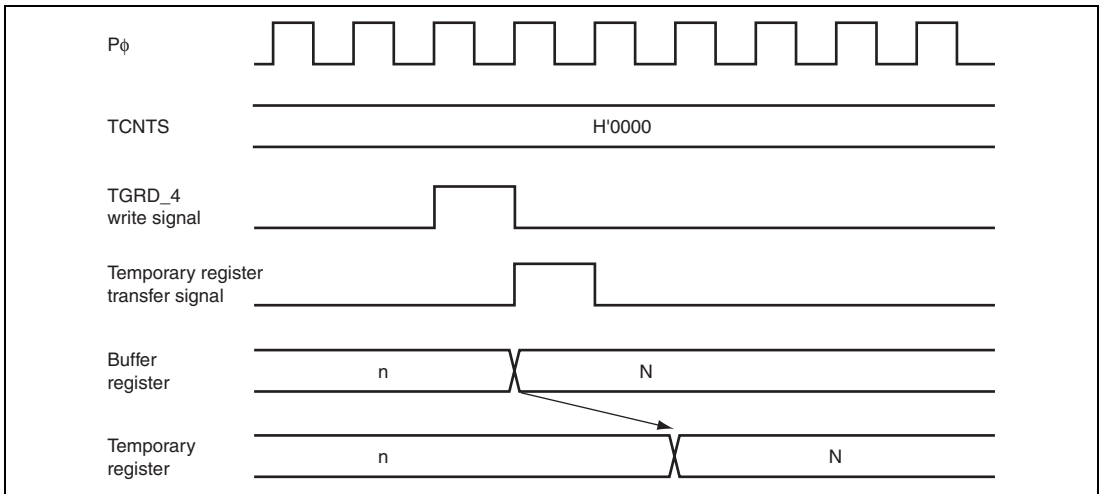 Pϕ
TCNTS
H'0000
TGRD_4
write signal
Temporary register
transfer signal
Buffer
register
n
N
Temporary
register
n
N